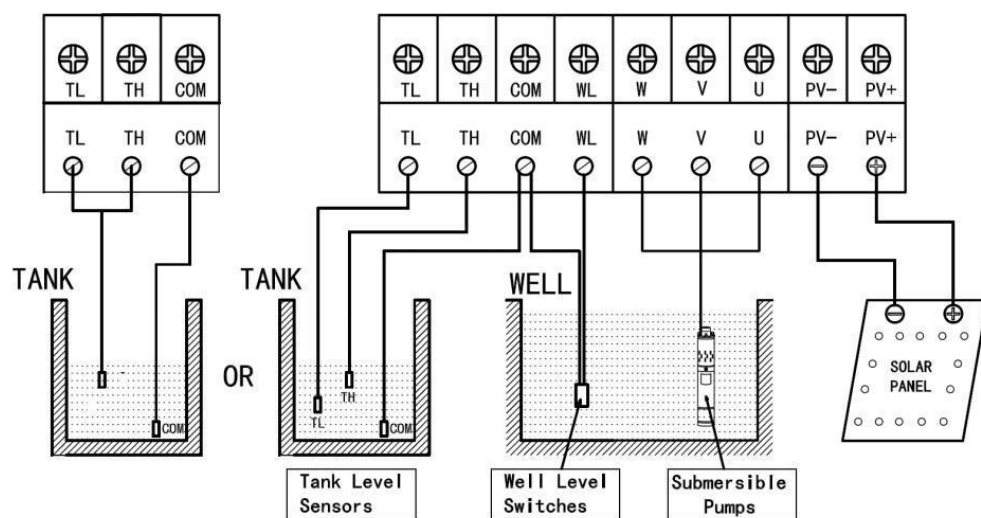 TL TH COM
TL TH COM
TL TH COM WL W V U PV- PV+
TL TH COM WL W V U PV- PV+
TANK
COM
OR
TANK
TH
TL
COM
WELL
SOLAR
PANEL
Tank Level
Sensors
Well Level
Switches
Submersible
Pumps